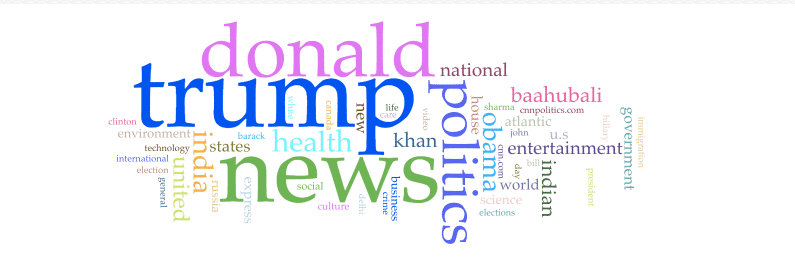 donald
trump
national
politics
baahubali
house
sharma
cnnpolitics.com
white
canada
new
life
care
video
obama
atlantic
hillary
government
immigration
clinton
environment
barack
health
khan
john
u.s
technology
india
states
news
cnn.com
entertainment
international
united
election
general
russia
express
social
culture
delhi
business
crime
world
day
bill
indian
president
science
elections